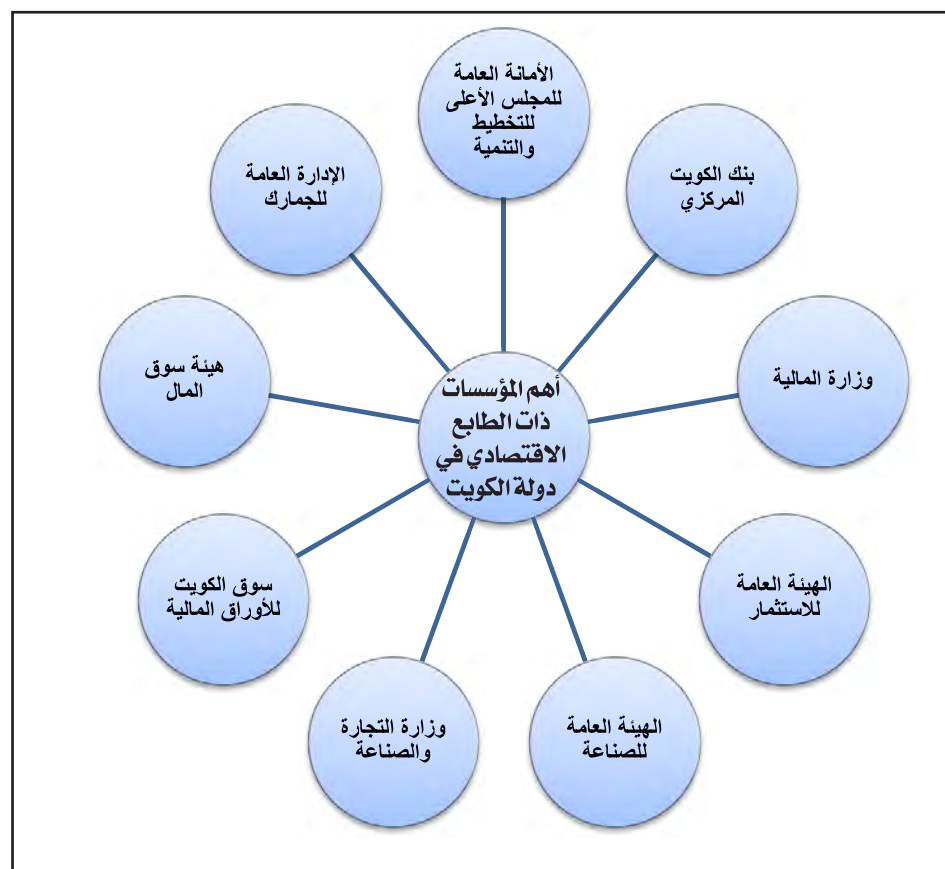 الأمانة العامة
للمجلس الأعلى
للتخطيط
والتنمية
بنك الكويت
المركزي
وزارة المالية
الهيئة العامة
للاستثمار
الهيئة العامة
للصناعة
وزارة التجارة
والصناعة
سوق الكويت
للأوراق المالية
هيئة سوق
المال
الإدارة العامة
للجمارك
أهم المؤسسات
ذات الطابع
الاقتصادي في
دولة الكويت